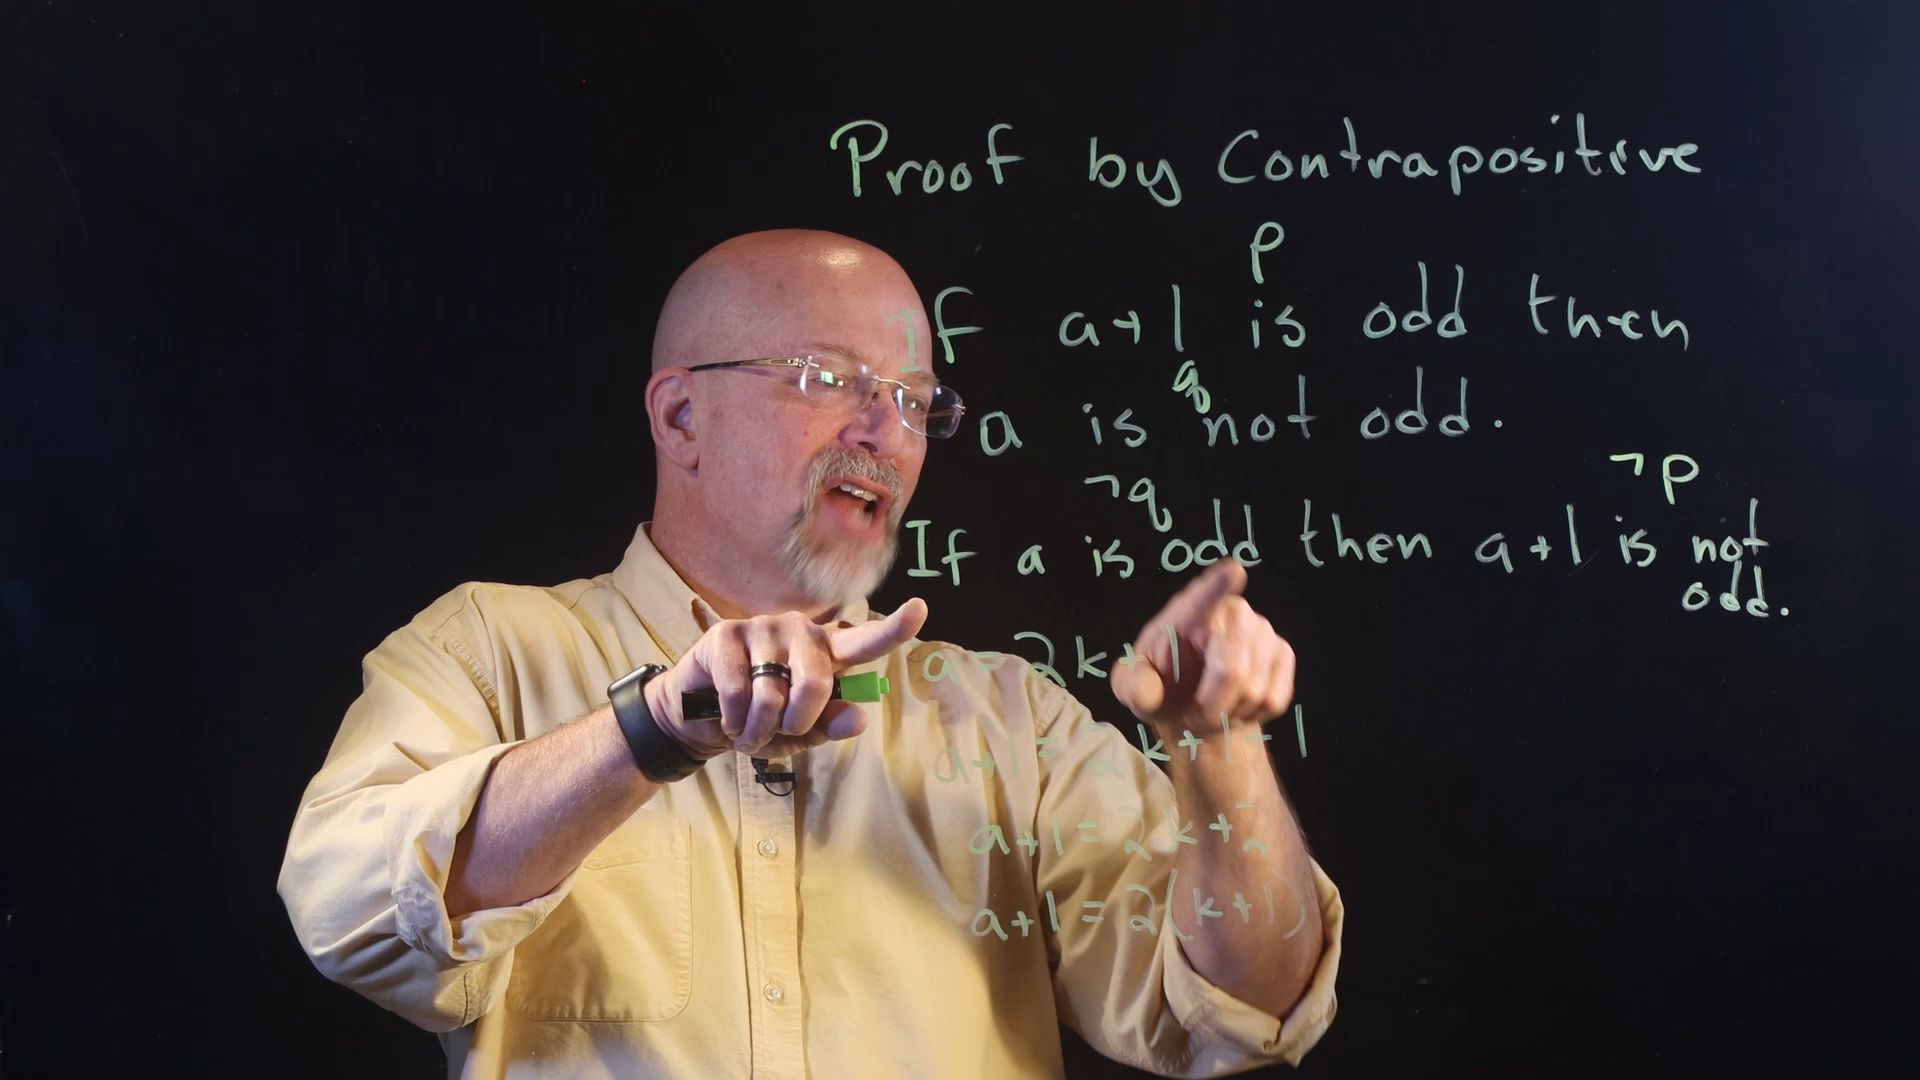 Proof by Contrapositive
p
If a+1 is odd then
q
a is not odd.
¬q ¬p
If a is odd then a+1 is not
odd.
a = 2k+1
a+1 = 2k+1+1
a+1 = 2k+2
a+1 = 2(k+1)